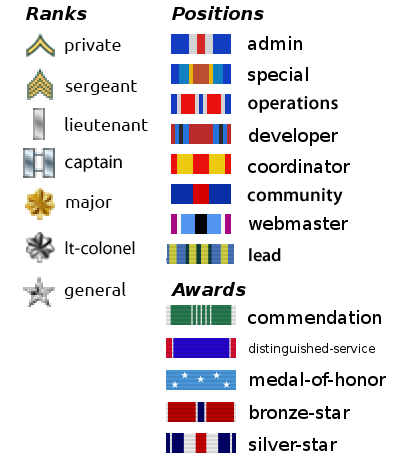 Ranks
private
sergeant
lieutenant
captain
major
lt-colonel
general
Positions
admin
special
operations
developer
coordinator
community
webmaster
lead
Awards
commendation
distinguished-service
medal-of-honor
bronze-star
silver-star